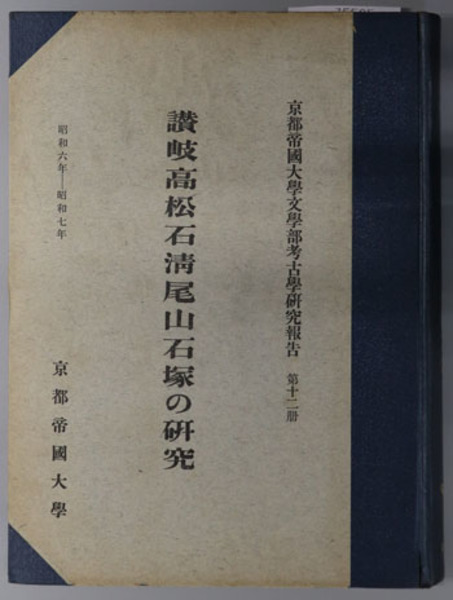 京都帝國大學文學部考古學研究報告 第十二册
讃岐高松石清尾山石塚の研究
昭和六年——昭和七年
京都帝國大學